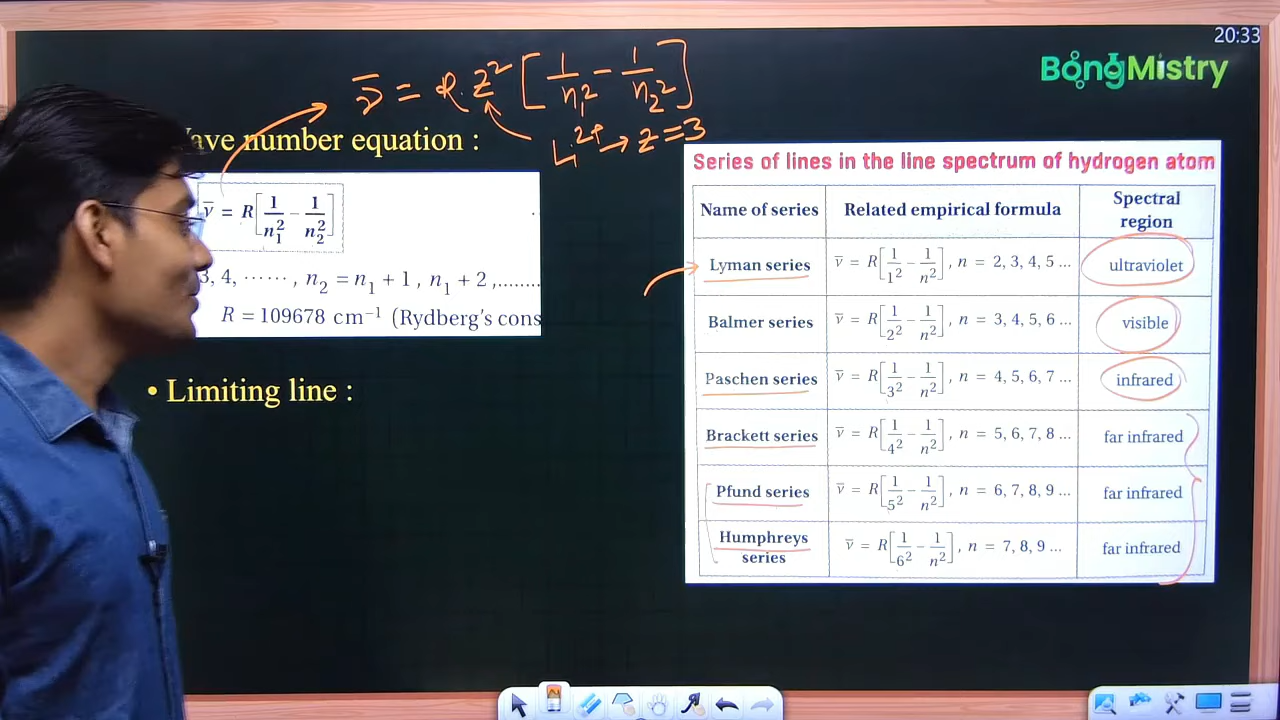 20:33
BongMistry
ν̅ = R.Z² [1/n₁² − 1/n₂²]
Li²⁺ → Z = 3
Wave number equation :
ν̅ = R[1/n₁² − 1/n₂²]
3, 4, ⋯⋯ , n₂ = n₁ + 1 , n₁ + 2 ,........
R = 109678 cm⁻¹ (Rydberg's cons
• Limiting line :
Series of lines in the line spectrum of hydrogen atom
Name of series Related empirical formula Spectral region
Lyman series ν̅ = R[1/1² − 1/n²] , n = 2, 3, 4, 5 ... ultraviolet
Balmer series ν̅ = R[1/2² − 1/n²] , n = 3, 4, 5, 6 ... visible
Paschen series ν̅ = R[1/3² − 1/n²] , n = 4, 5, 6, 7 ... infrared
Brackett series ν̅ = R[1/4² − 1/n²] , n = 5, 6, 7, 8 ... far infrared
Pfund series ν̅ = R[1/5² − 1/n²] , n = 6, 7, 8, 9 ... far infrared
Humphreys series ν̅ = R[1/6² − 1/n²] , n = 7, 8, 9 ... far infrared